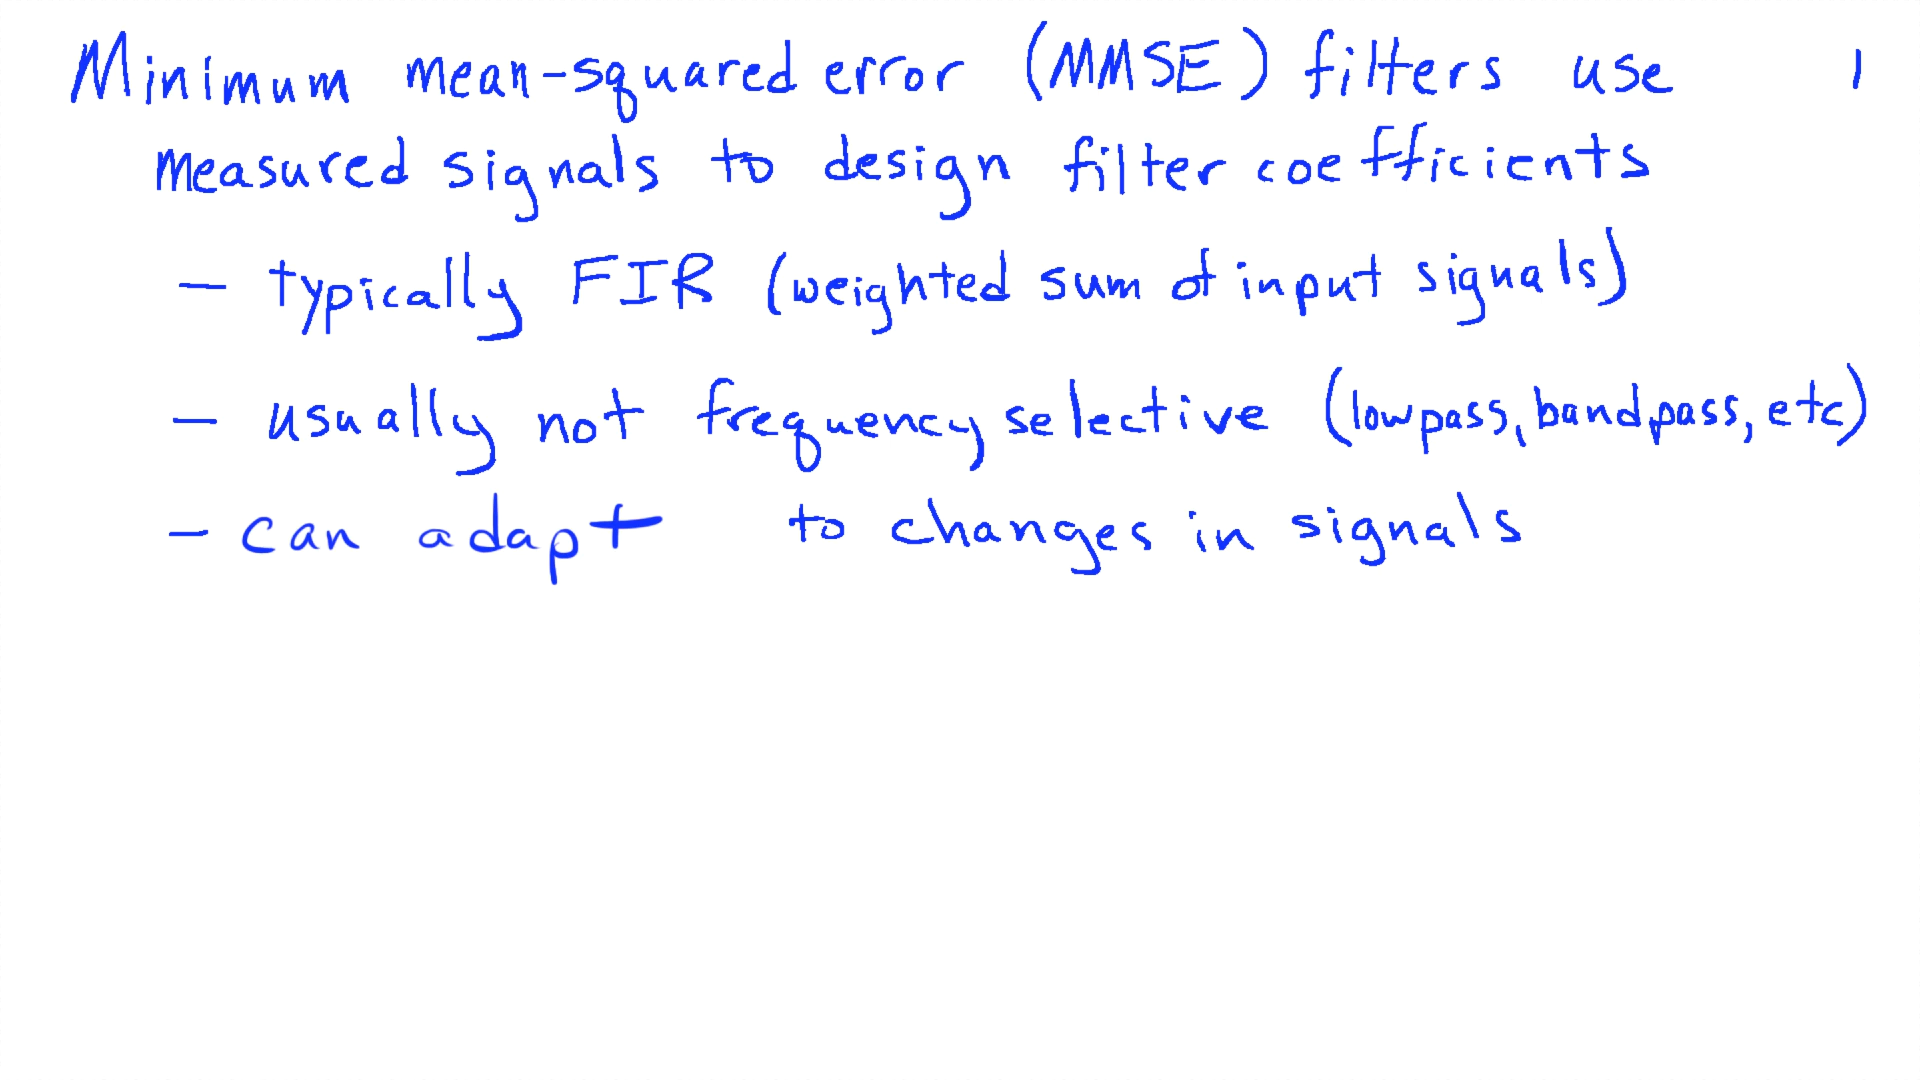 Minimum mean-squared error (MMSE) filters use 1
measured signals to design filter coefficients
- typically FIR (weighted sum of input signals)
- usually not frequency selective (lowpass, bandpass, etc)
- can adapt to changes in signals